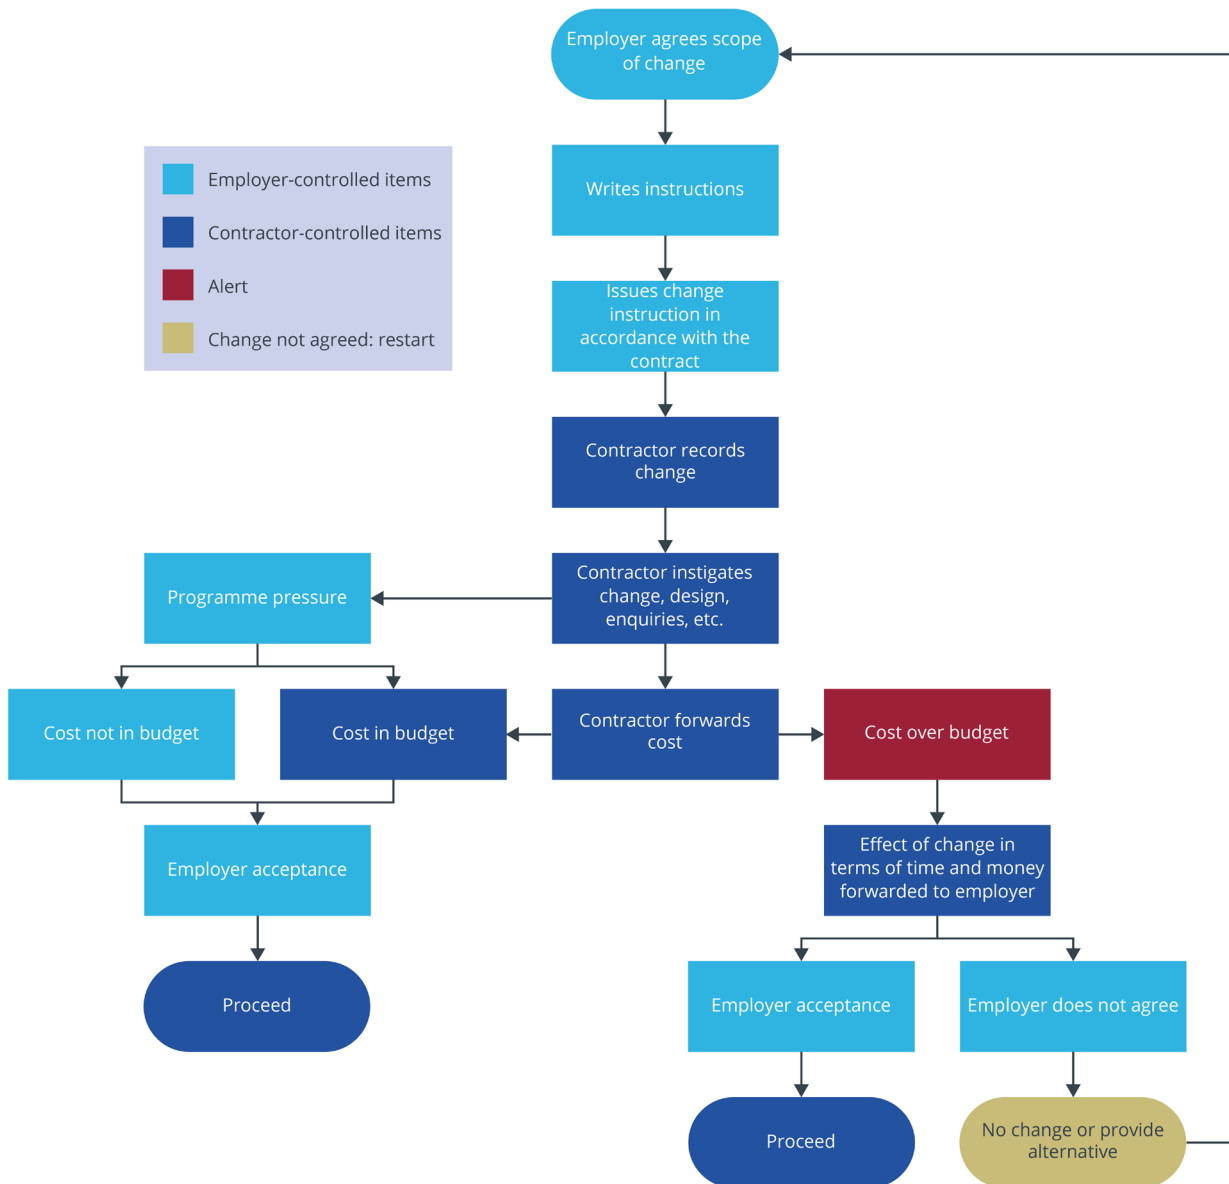 Employer agrees scope
of change
Employer-controlled items
Contractor-controlled items
Alert
Change not agreed: restart
Writes instructions
Issues change
instruction in
accordance with the
contract
Contractor records
change
Programme pressure
Contractor instigates
change, design,
enquiries, etc.
Cost not in budget
Cost in budget
Contractor forwards
cost
Cost over budget
Employer acceptance
Effect of change in
terms of time and money
forwarded to employer
Proceed
Employer acceptance
Employer does not agree
Proceed
No change or provide
alternative